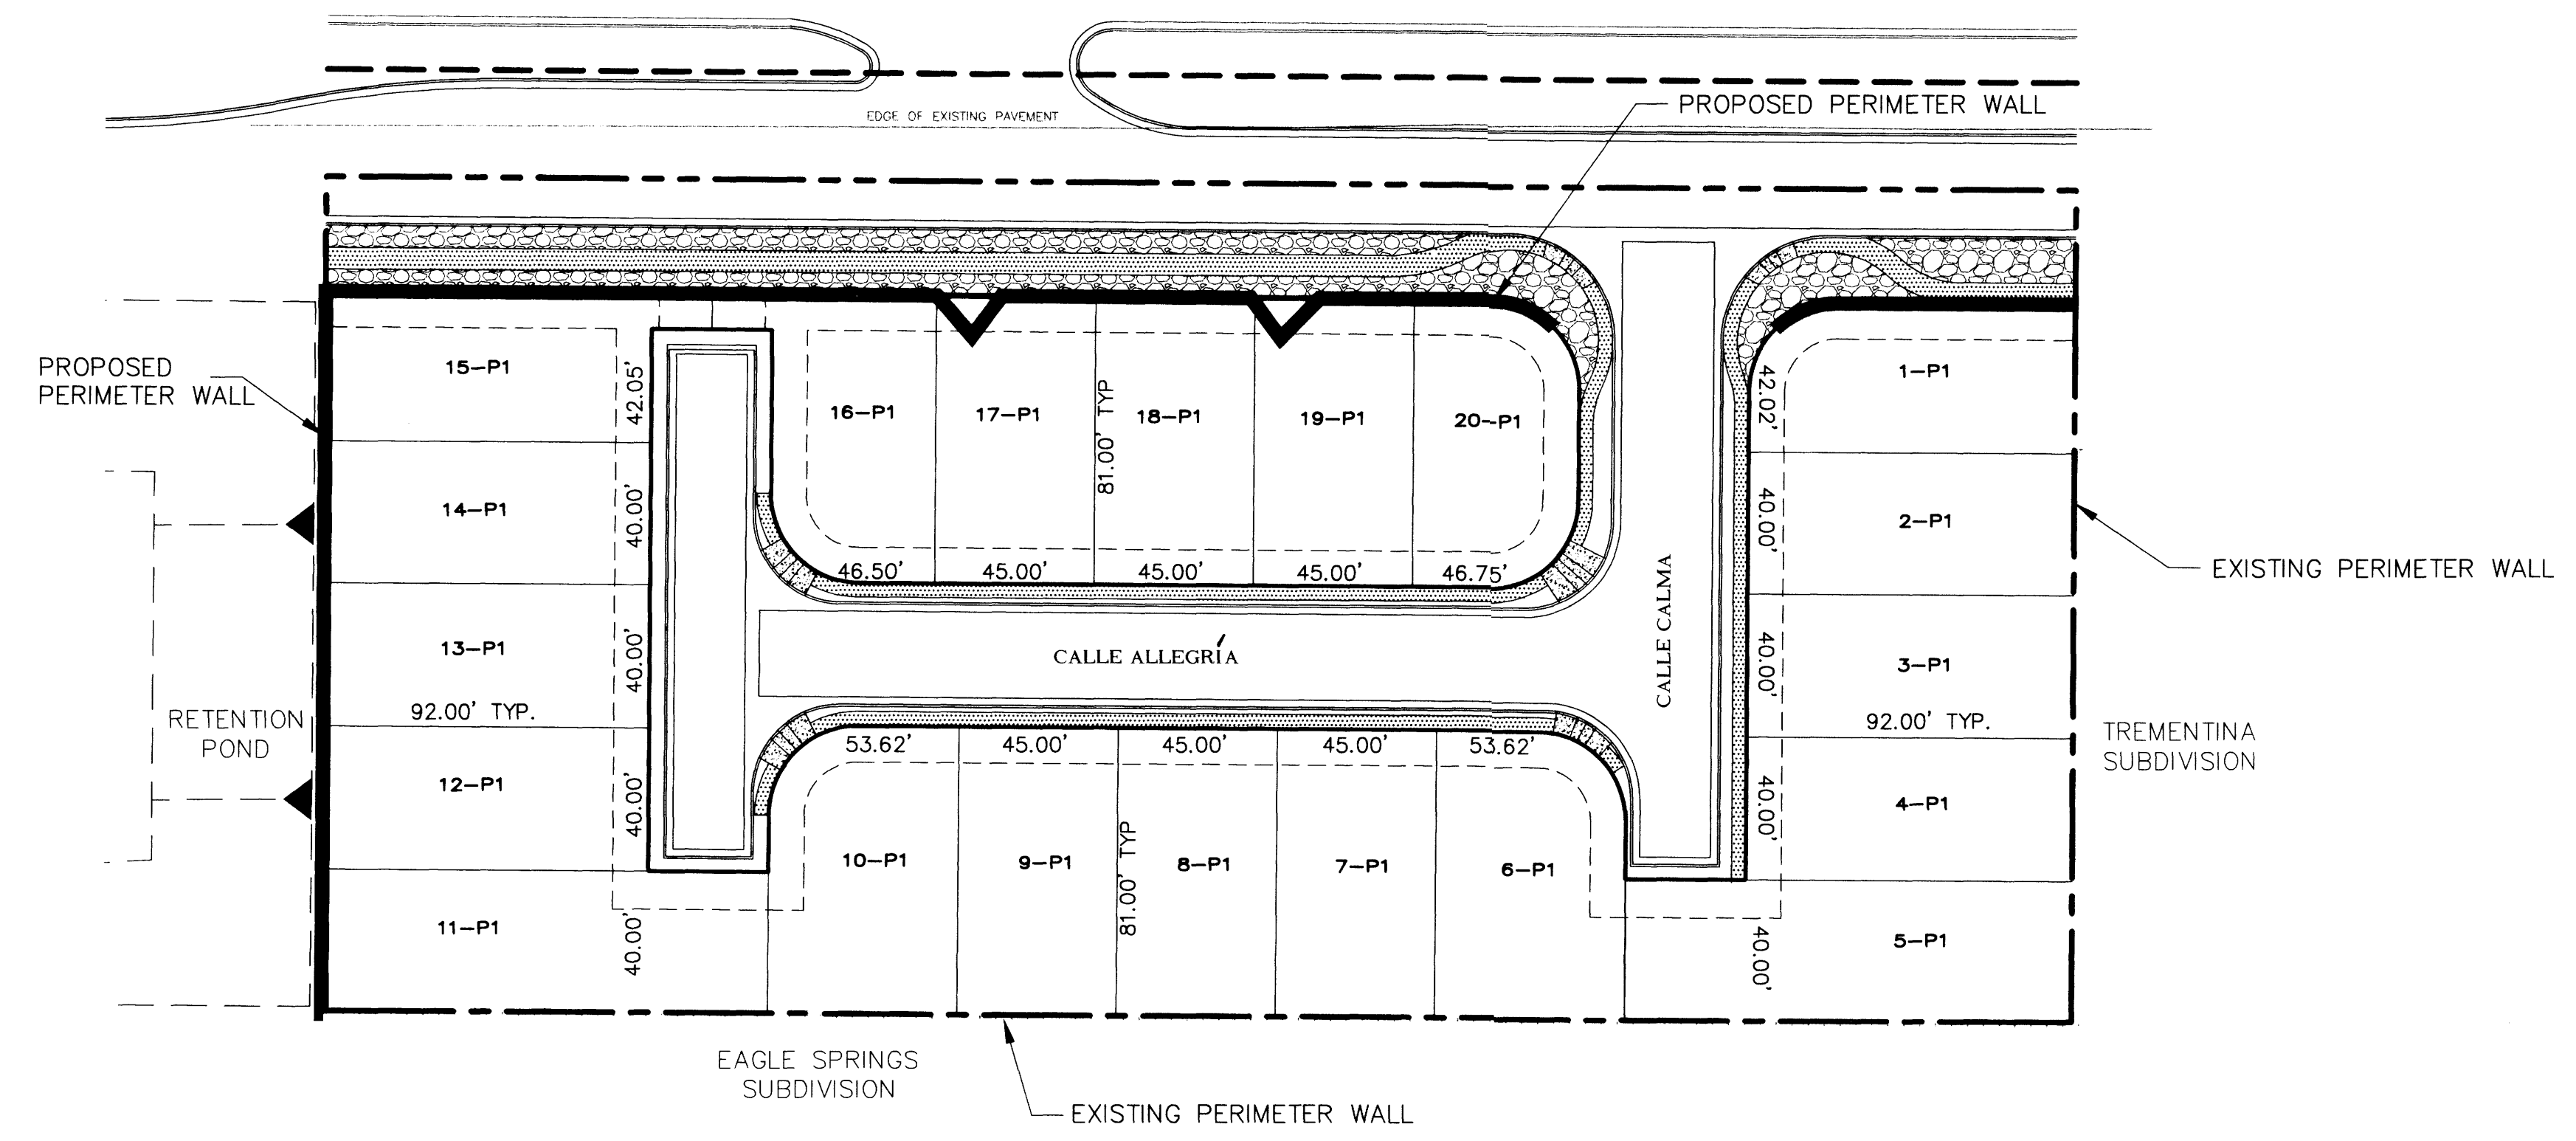 EDGE OF EXISTING PAVEMENT
PROPOSED PERIMETER WALL
PROPOSED
PERIMETER WALL
15-P1
42.05'
16-P1
17-P1
81.00' TYP
18-P1
19-P1
20-P1
42.02'
1-P1
14-P1
40.00'
40.00'
2-P1
EXISTING PERIMETER WALL
46.50'
45.00'
45.00'
45.00'
46.75'
13-P1
40.00'
CALLE ALLEGRÍA
CALLE CALMA
40.00'
3-P1
92.00' TYP.
92.00' TYP.
RETENTION
POND
TREMENTINA
SUBDIVISION
53.62'
45.00'
45.00'
45.00'
53.62'
12-P1
40.00'
40.00'
4-P1
10-P1
9-P1
81.00' TYP
8-P1
7-P1
6-P1
11-P1
40.00'
40.00'
5-P1
EAGLE SPRINGS
SUBDIVISION
EXISTING PERIMETER WALL